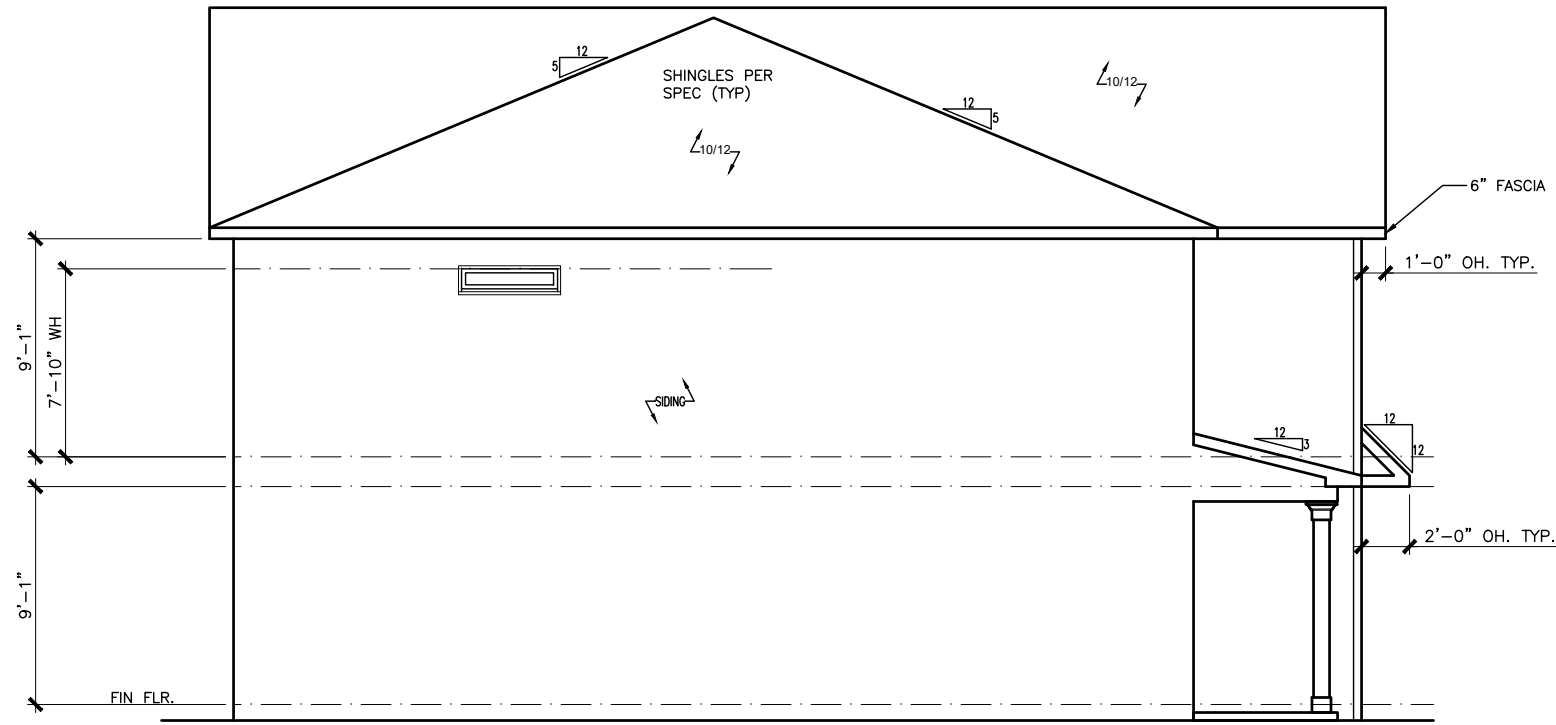 12
5
SHINGLES PER
SPEC (TYP)
10/12
12
5
10/12
6" FASCIA
1'-0" OH. TYP.
9'-1"
7'-10" WH
SIDING
12
3
12
12
2'-0" OH. TYP.
9'-1"
FIN FLR.